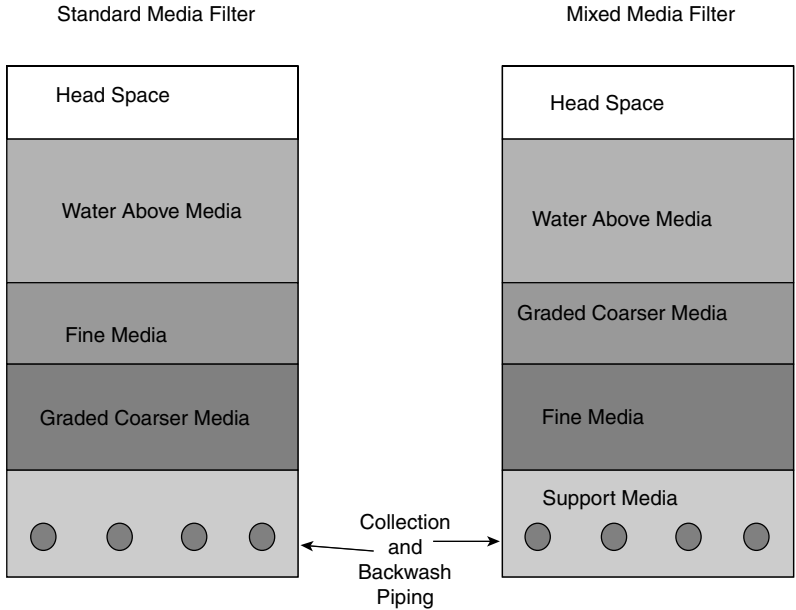 Standard Media Filter
Head Space
Water Above Media
Fine Media
Graded Coarser Media
Mixed Media Filter
Head Space
Water Above Media
Graded Coarser Media
Fine Media
Support Media
Collection
and
Backwash
Piping